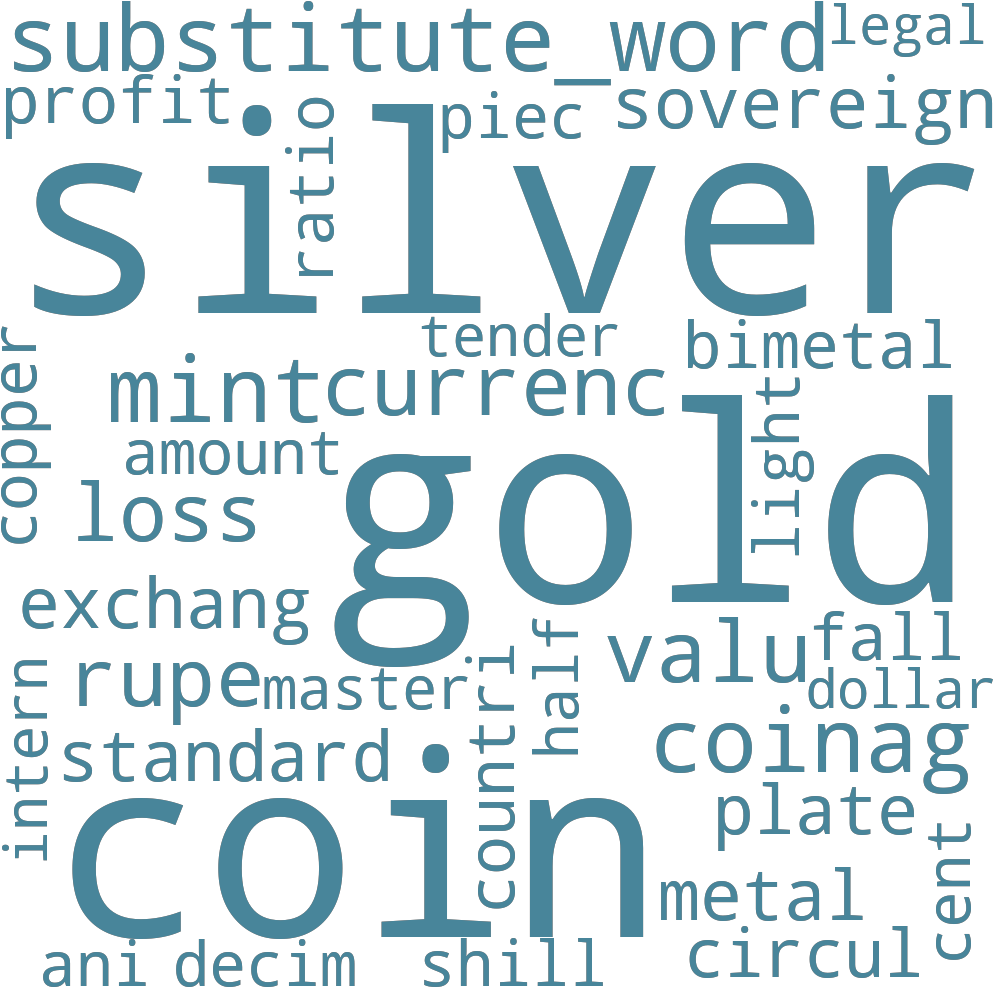 substitute_word
legal
profit
piec
sovereign
ratio
silver
tender
bimetal
copper
mint
currenc
amount
light
loss
gold
exchang
half
valu
fall
rupe
master
countri
dollar
intern
standard
coinag
coin
plate
cent
metal
ani
decim
shill
circul